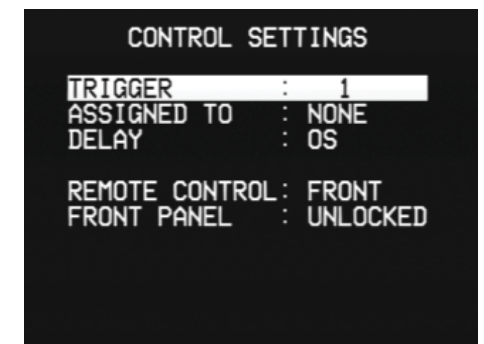 CONTROL SETTINGS
TRIGGER : 1
ASSIGNED TO : NONE
DELAY : 0S
REMOTE CONTROL: FRONT
FRONT PANEL : UNLOCKED